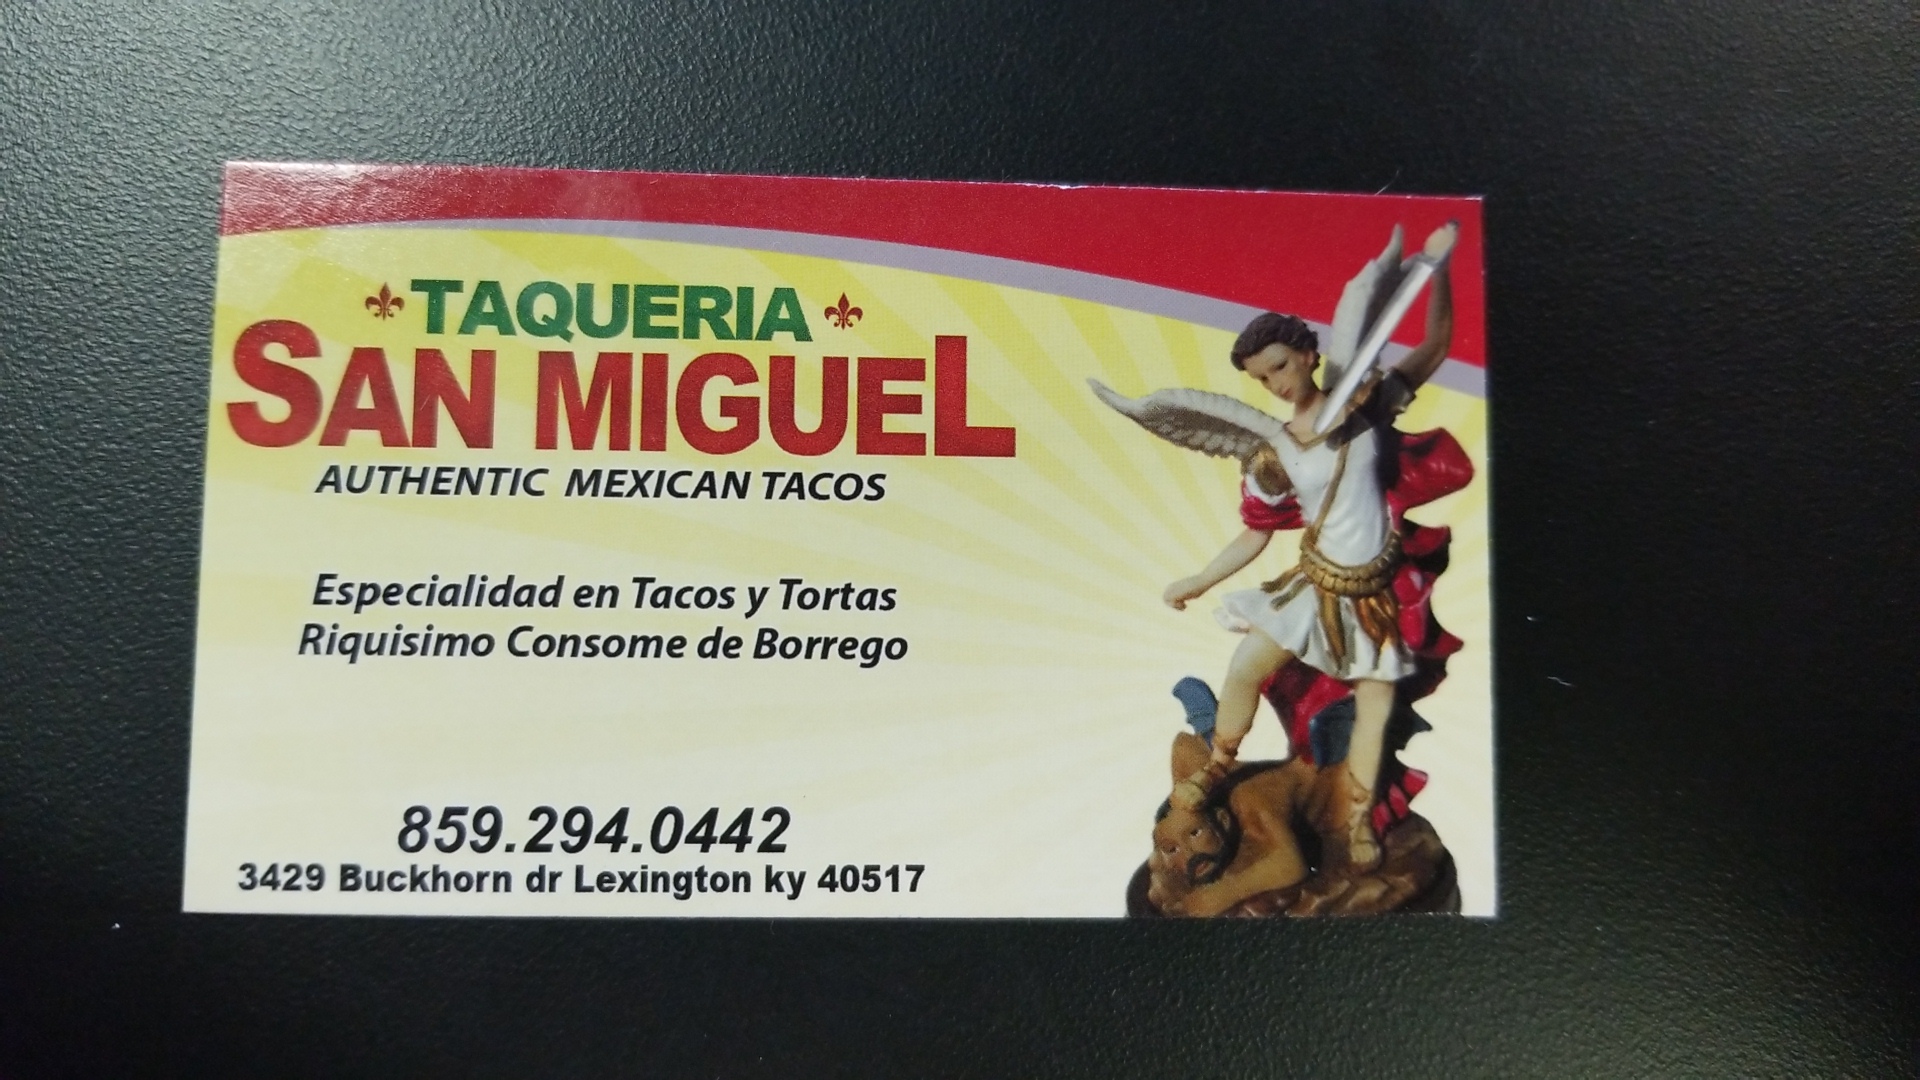 TAQUERIA
SAN MIGUEL
AUTHENTIC MEXICAN TACOS
Especialidad en Tacos y Tortas
Riquisimo Consome de Borrego
859.294.0442
3429 Buckhorn dr Lexington ky 40517